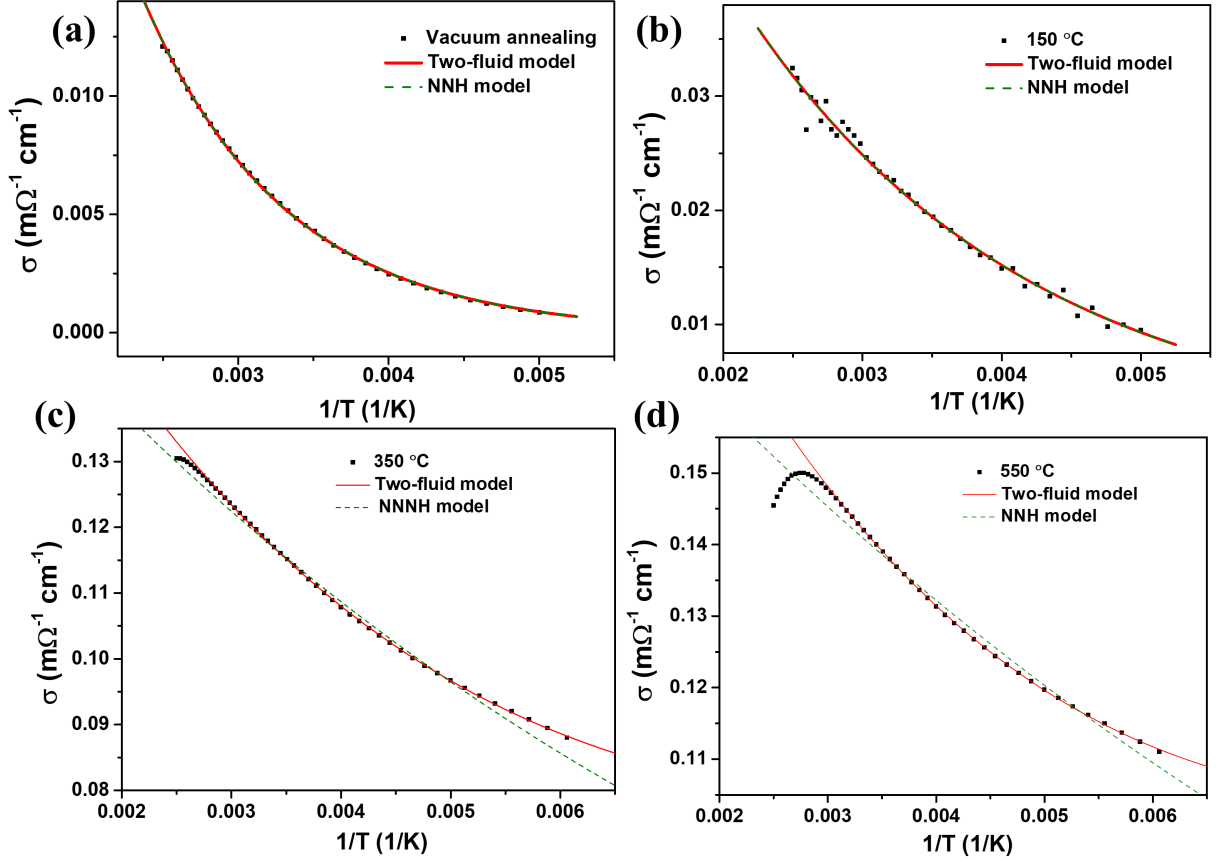 (a)
Vacuum annealing
Two-fluid model
NNH model
0.010
0.005
0.000
σ (mΩ⁻¹ cm⁻¹)
0.003 0.004 0.005
1/T (1/K)
(b)
150 °C
Two-fluid model
NNH model
0.03
0.02
0.01
σ (mΩ⁻¹ cm⁻¹)
0.002 0.003 0.004 0.005
1/T (1/K)
(c)
350 °C
Two-fluid model
NNNH model
0.13
0.12
0.11
0.10
0.09
0.08
σ (mΩ⁻¹ cm⁻¹)
0.002 0.003 0.004 0.005 0.006
1/T (1/K)
(d)
550 °C
Two-fluid model
NNH model
0.15
0.14
0.13
0.12
0.11
σ (mΩ⁻¹ cm⁻¹)
0.002 0.003 0.004 0.005 0.006
1/T (1/K)